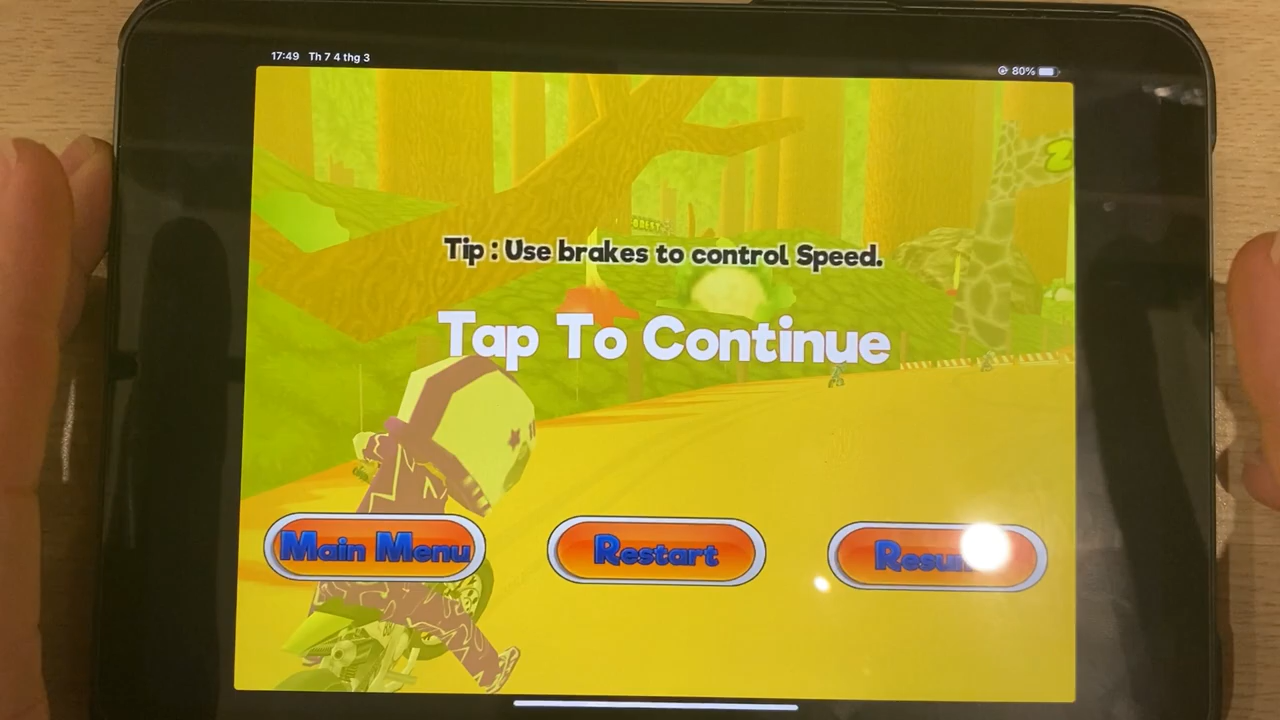 17:49 Th 7 4 thg 3
80%
Tip : Use brakes to control Speed.
Tap To Continue
Main Menu
Restart